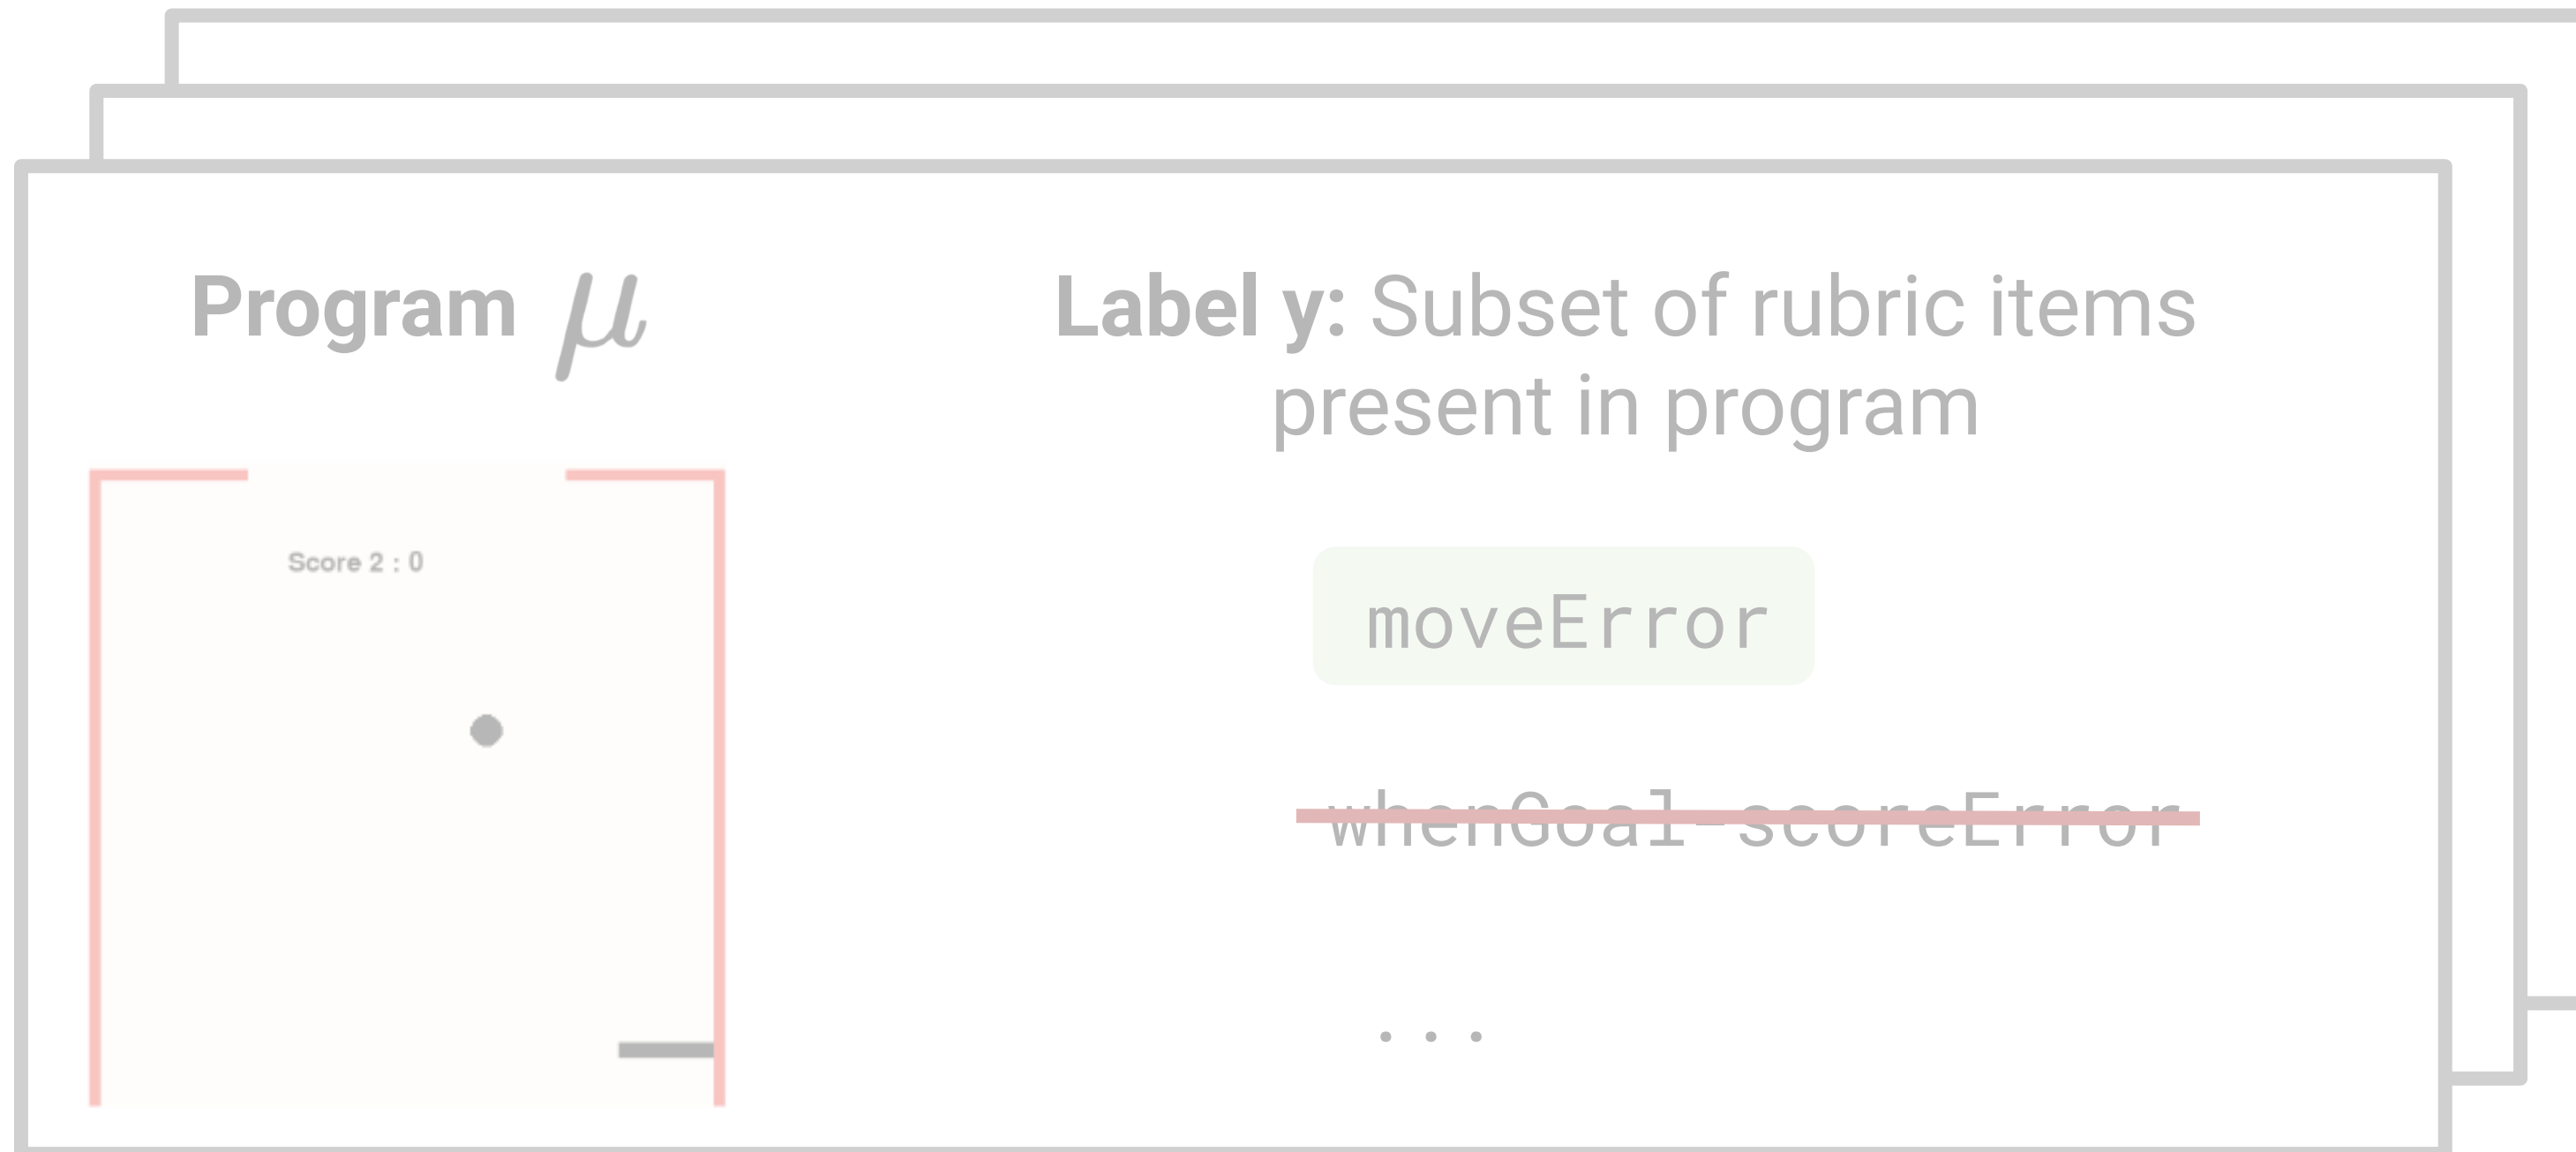 Program μ
Label y: Subset of rubric items
present in program
Score 2 : 0
moveError
whenGoal-scoreError
...